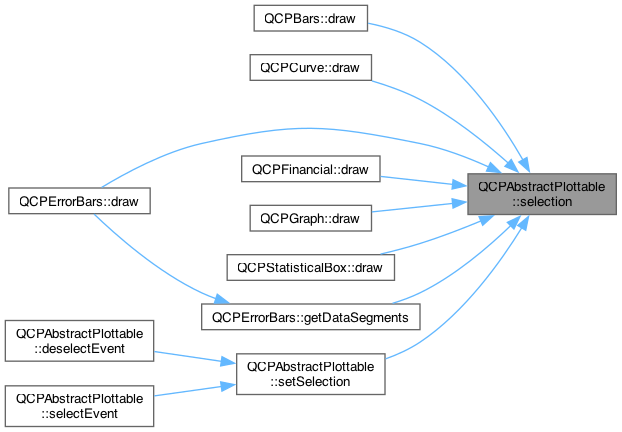 QCPBars::draw
QCPCurve::draw
QCPFinancial::draw
QCPAbstractPlottable
::selection
QCPErrorBars::draw
QCPGraph::draw
QCPStatisticalBox::draw
QCPErrorBars::getDataSegments
QCPAbstractPlottable
::deselectEvent
QCPAbstractPlottable
::setSelection
QCPAbstractPlottable
::selectEvent